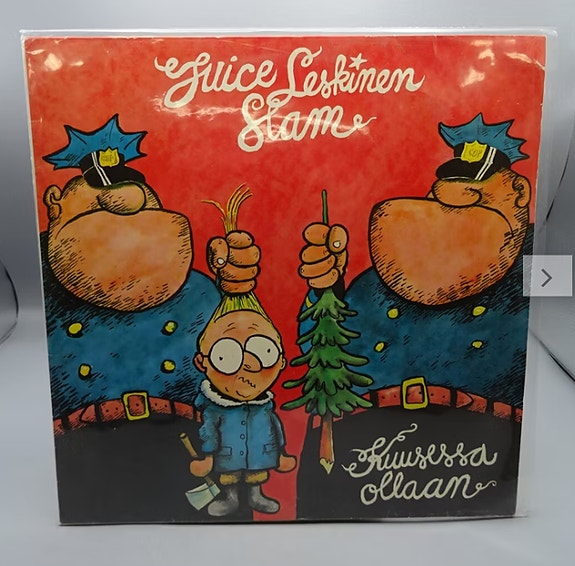 Juice Leskinen
Slam
Kuusessa
ollaan